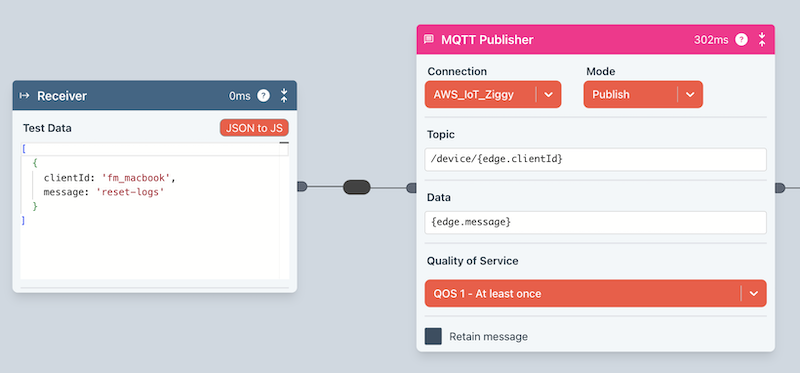 Receiver
0ms ?
Test Data
JSON to JS
[
{
clientId: 'fm_macbook',
message: 'reset-logs'
}
]
MQTT Publisher
302ms ?
Connection
Mode
AWS_IoT_Ziggy
Publish
Topic
/device/{edge.clientId}
Data
{edge.message}
Quality of Service
QOS 1 - At least once
Retain message